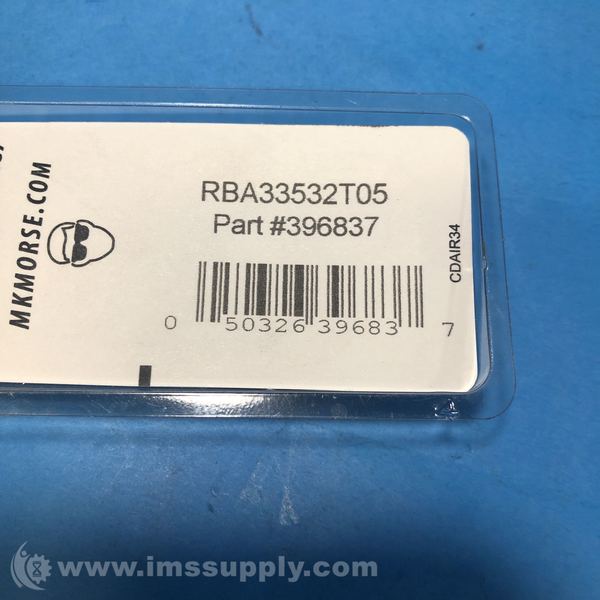 RBA33532T05
Part #396837
0 50326 39683 7
CDAIR34
MKMORSE.COM
www.imssupply.com